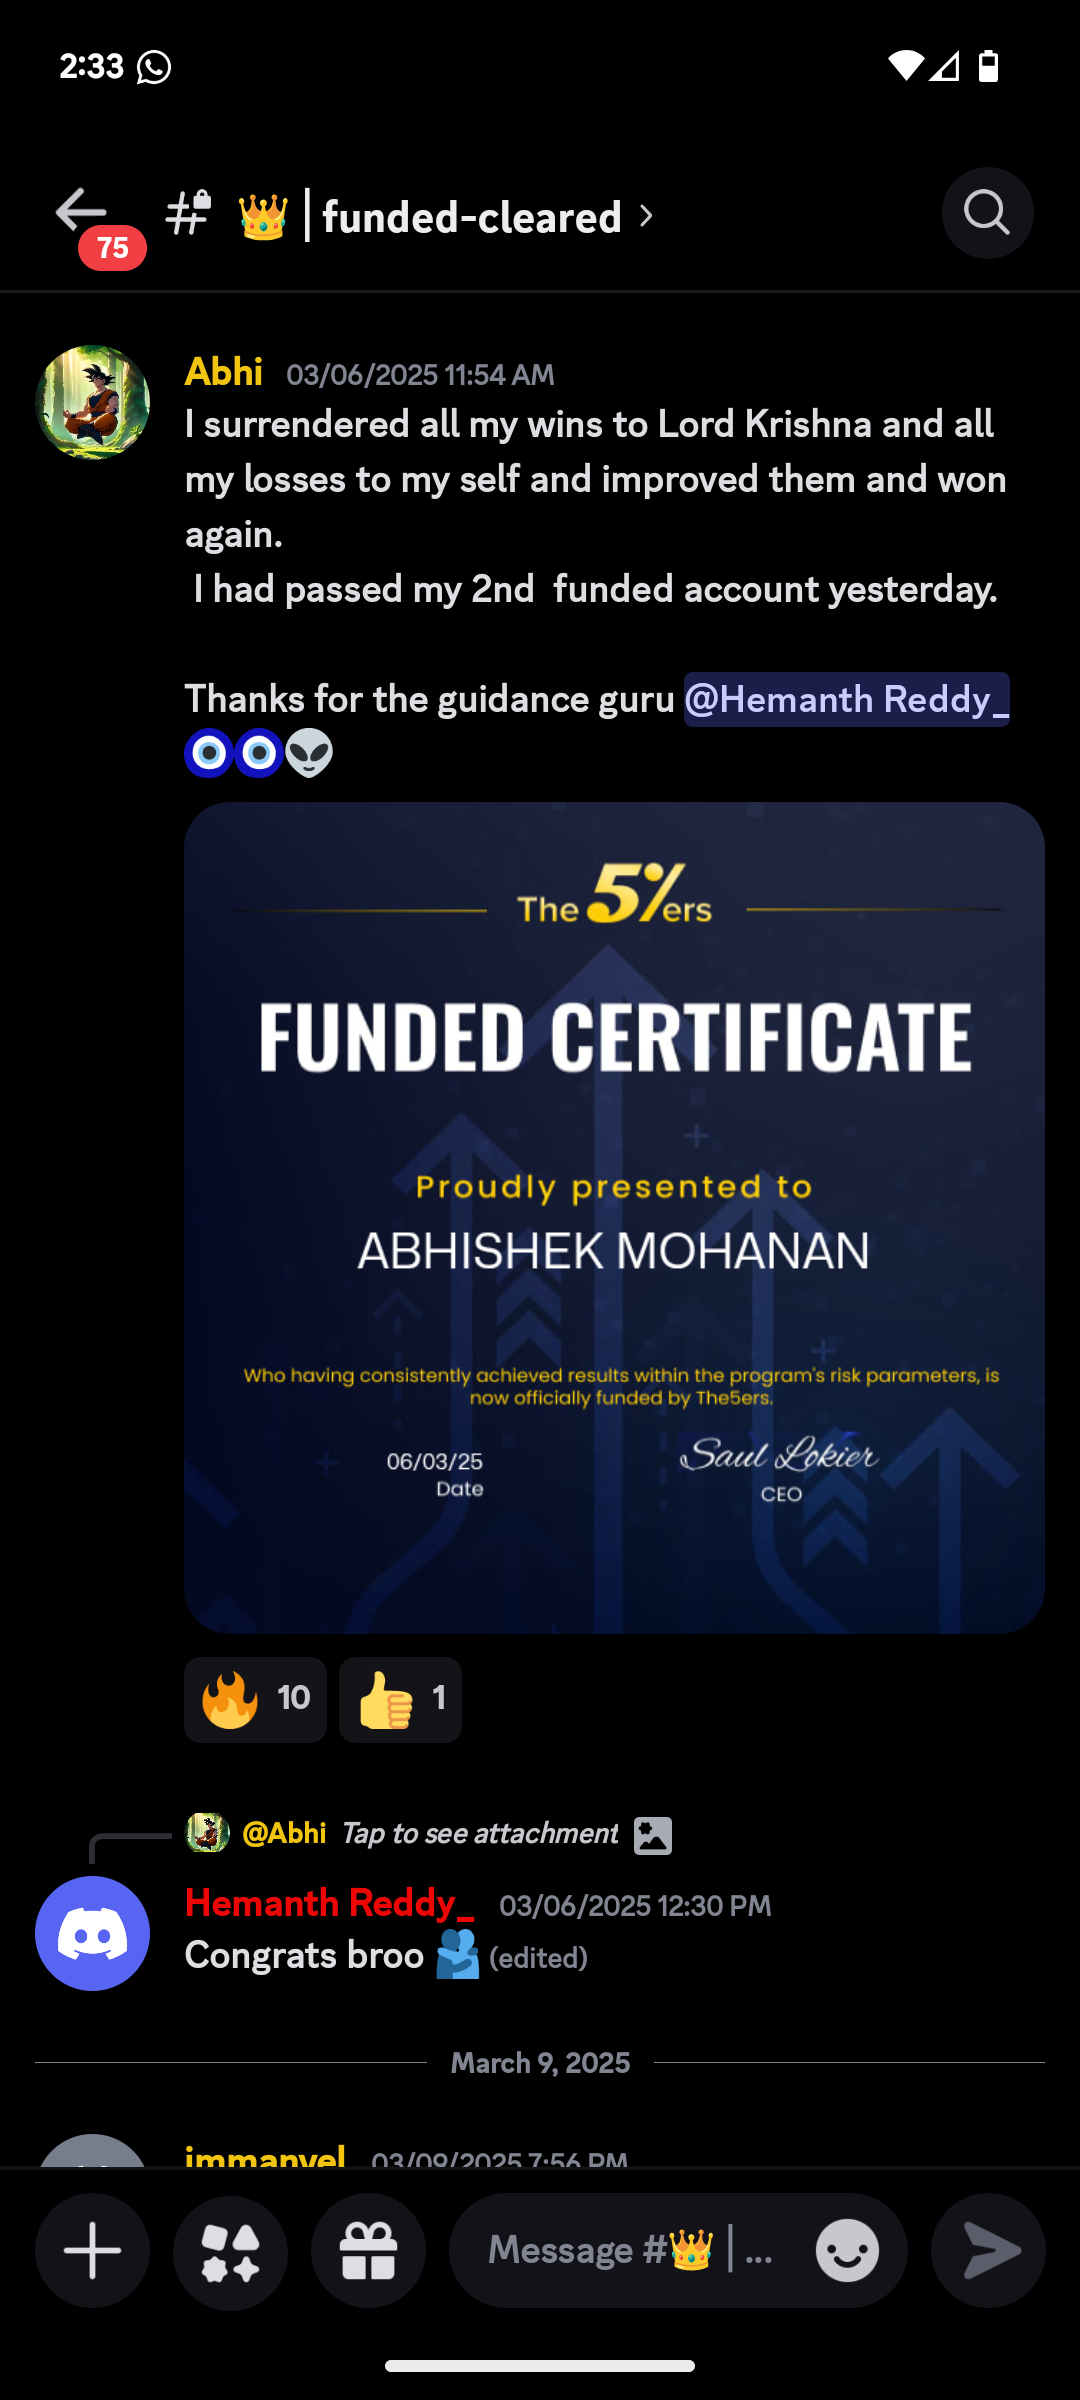 2:33
75
# 👑 | funded-cleared
Abhi 03/06/2025 11:54 AM
I surrendered all my wins to Lord Krishna and all
my losses to my self and improved them and won
again.
I had passed my 2nd  funded account yesterday.
Thanks for the guidance guru @Hemanth Reddy_
🧿🧿👽
The 5%ers
FUNDED CERTIFICATE
Proudly presented to
ABHISHEK MOHANAN
Who having consistently achieved results within the program's risk parameters, is
now officially funded by The5ers.
06/03/25
Date
Saul Lokier
CEO
🔥 10 👍 1
@Abhi Tap to see attachment
Hemanth Reddy_ 03/06/2025 12:30 PM
Congrats broo 🫂 (edited)
March 9, 2025
immanvel 03/09/2025 7:56 PM
Message #👑 | ...